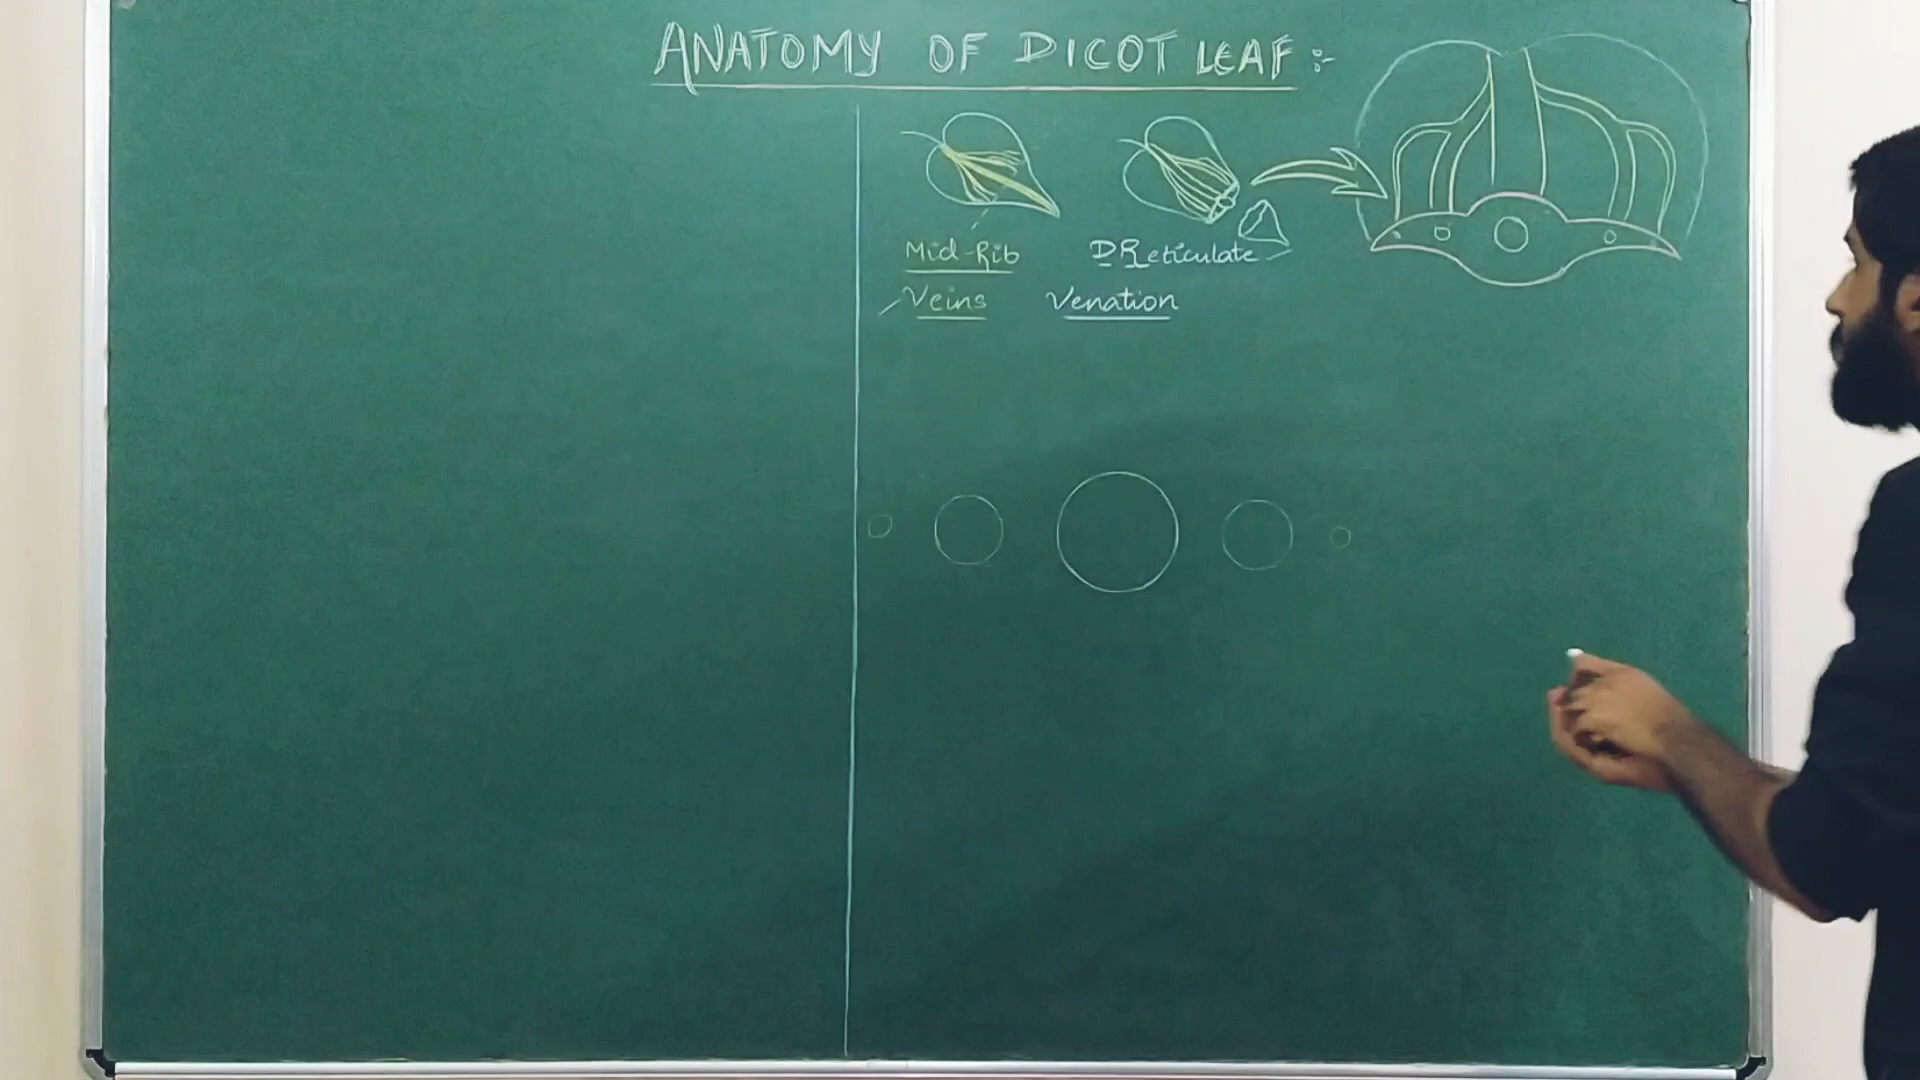 ANATOMY OF DICOT LEAF :-
Mid-Rib
Veins
DReticulate
Venation